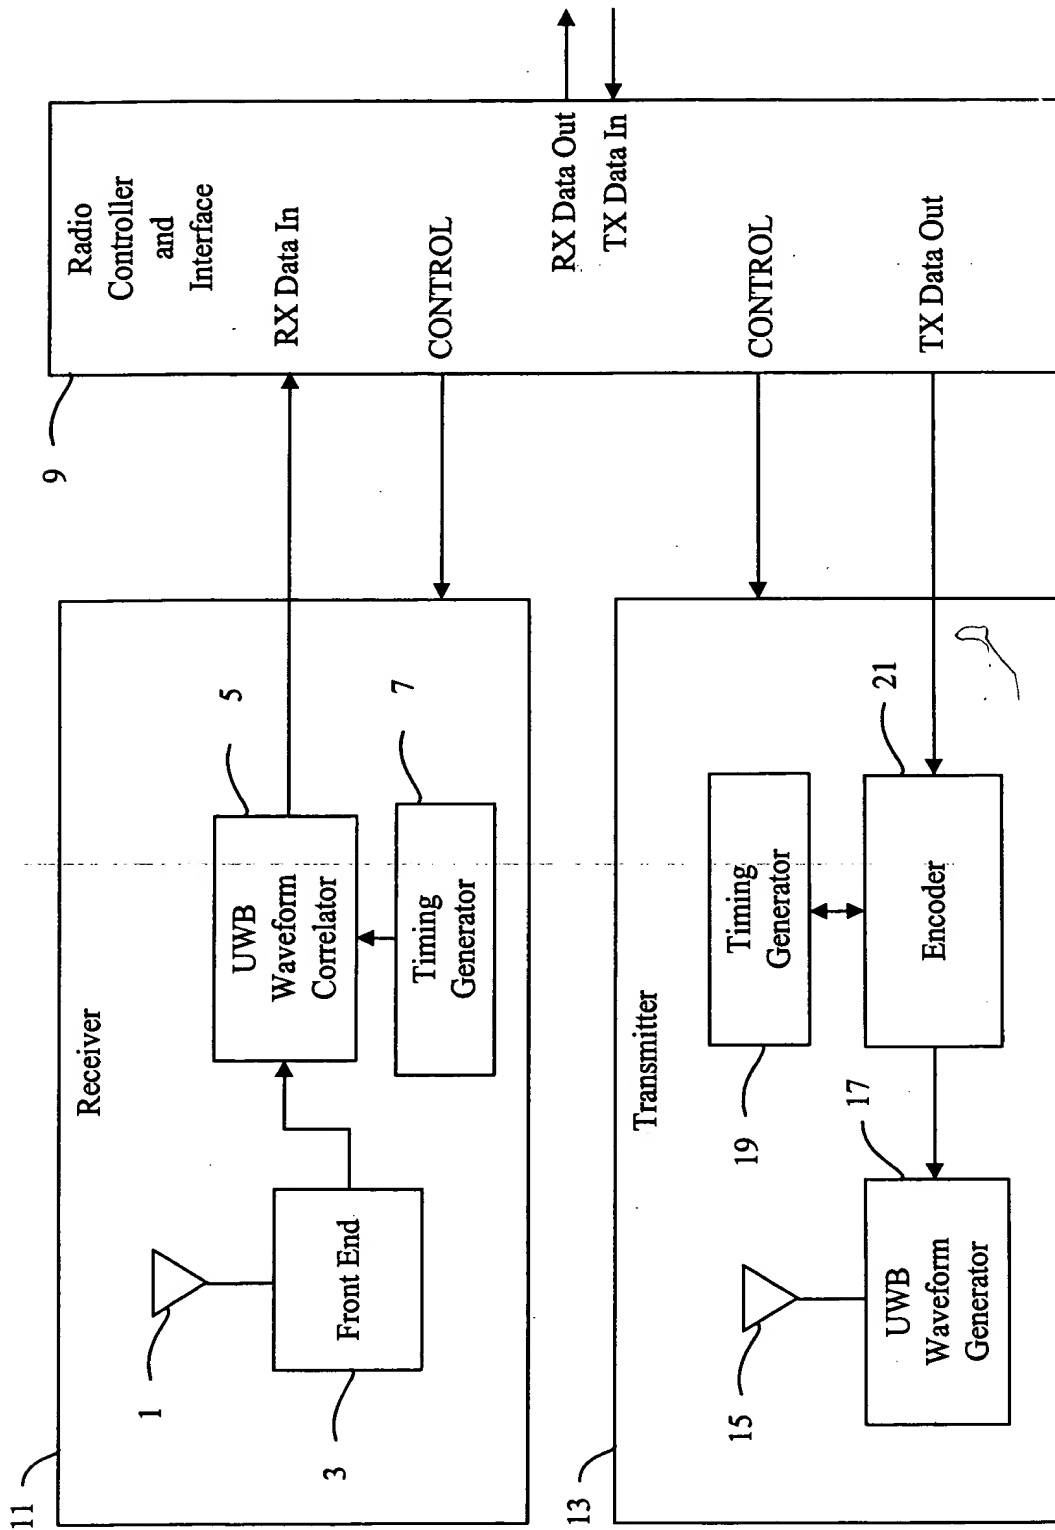 11
Receiver
1
3
Front End
5
UWB
Waveform
Correlator
7
Timing
Generator
9
Radio
Controller
and
Interface
RX Data In
CONTROL
RX Data Out
TX Data In
CONTROL
TX Data Out
13
Transmitter
15
17
UWB
Waveform
Generator
19
Timing
Generator
21
Encoder